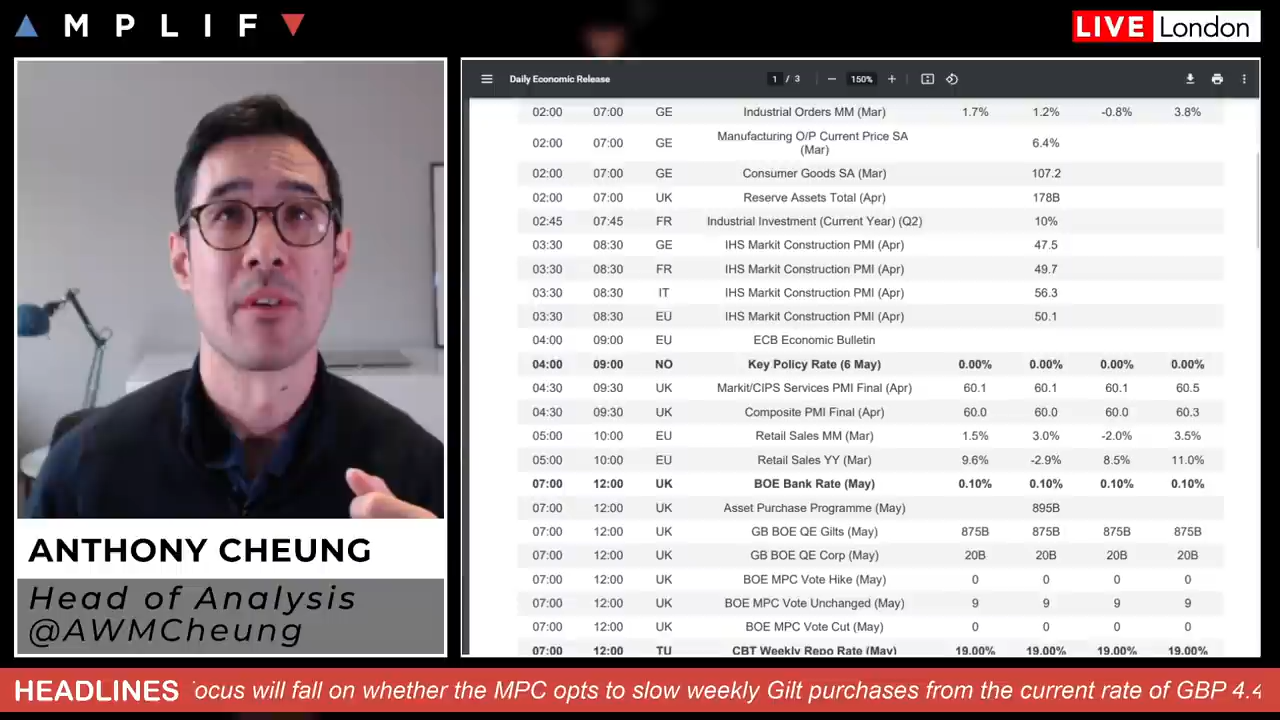 AMPLIFY
LIVE London
Daily Economic Release
1 / 3
150%
02:00 07:00 GE Industrial Orders MM (Mar) 1.7% 1.2% -0.8% 3.8%
02:00 07:00 GE Manufacturing O/P Current Price SA
(Mar) 6.4%
02:00 07:00 GE Consumer Goods SA (Mar) 107.2
02:00 07:00 UK Reserve Assets Total (Apr) 178B
02:45 07:45 FR Industrial Investment (Current Year) (Q2) 10%
03:30 08:30 GE IHS Markit Construction PMI (Apr) 47.5
03:30 08:30 FR IHS Markit Construction PMI (Apr) 49.7
03:30 08:30 IT IHS Markit Construction PMI (Apr) 56.3
03:30 08:30 EU IHS Markit Construction PMI (Apr) 50.1
04:00 09:00 EU ECB Economic Bulletin
04:00 09:00 NO Key Policy Rate (6 May) 0.00% 0.00% 0.00% 0.00%
04:30 09:30 UK Markit/CIPS Services PMI Final (Apr) 60.1 60.1 60.1 60.5
04:30 09:30 UK Composite PMI Final (Apr) 60.0 60.0 60.0 60.3
05:00 10:00 EU Retail Sales MM (Mar) 1.5% 3.0% -2.0% 3.5%
05:00 10:00 EU Retail Sales YY (Mar) 9.6% -2.9% 8.5% 11.0%
07:00 12:00 UK BOE Bank Rate (May) 0.10% 0.10% 0.10% 0.10%
07:00 12:00 UK Asset Purchase Programme (May) 895B
07:00 12:00 UK GB BOE QE Gilts (May) 875B 875B 875B 875B
07:00 12:00 UK GB BOE QE Corp (May) 20B 20B 20B 20B
07:00 12:00 UK BOE MPC Vote Hike (May) 0 0 0 0
07:00 12:00 UK BOE MPC Vote Unchanged (May) 9 9 9 9
07:00 12:00 UK BOE MPC Vote Cut (May) 0 0 0 0
07:00 12:00 TU CBT Weekly Repo Rate (May) 19.00% 19.00% 19.00% 19.00%
ANTHONY CHEUNG
Head of Analysis
@AWMCheung
HEADLINES ocus will fall on whether the MPC opts to slow weekly Gilt purchases from the current rate of GBP 4.4